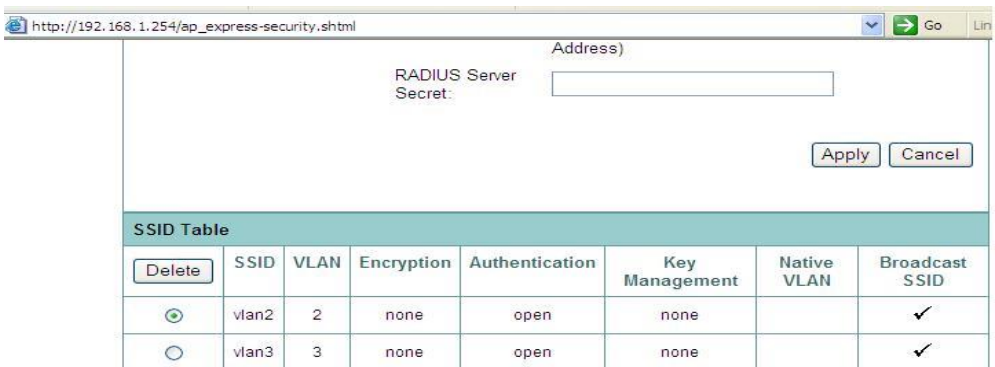 http://192.168.1.254/ap_express-security.shtml Go Lin
Address)
RADIUS Server
Secret:
Apply Cancel
SSID Table
Delete SSID VLAN Encryption Authentication Key Management Native VLAN Broadcast SSID
vlan2 2 none open none
vlan3 3 none open none